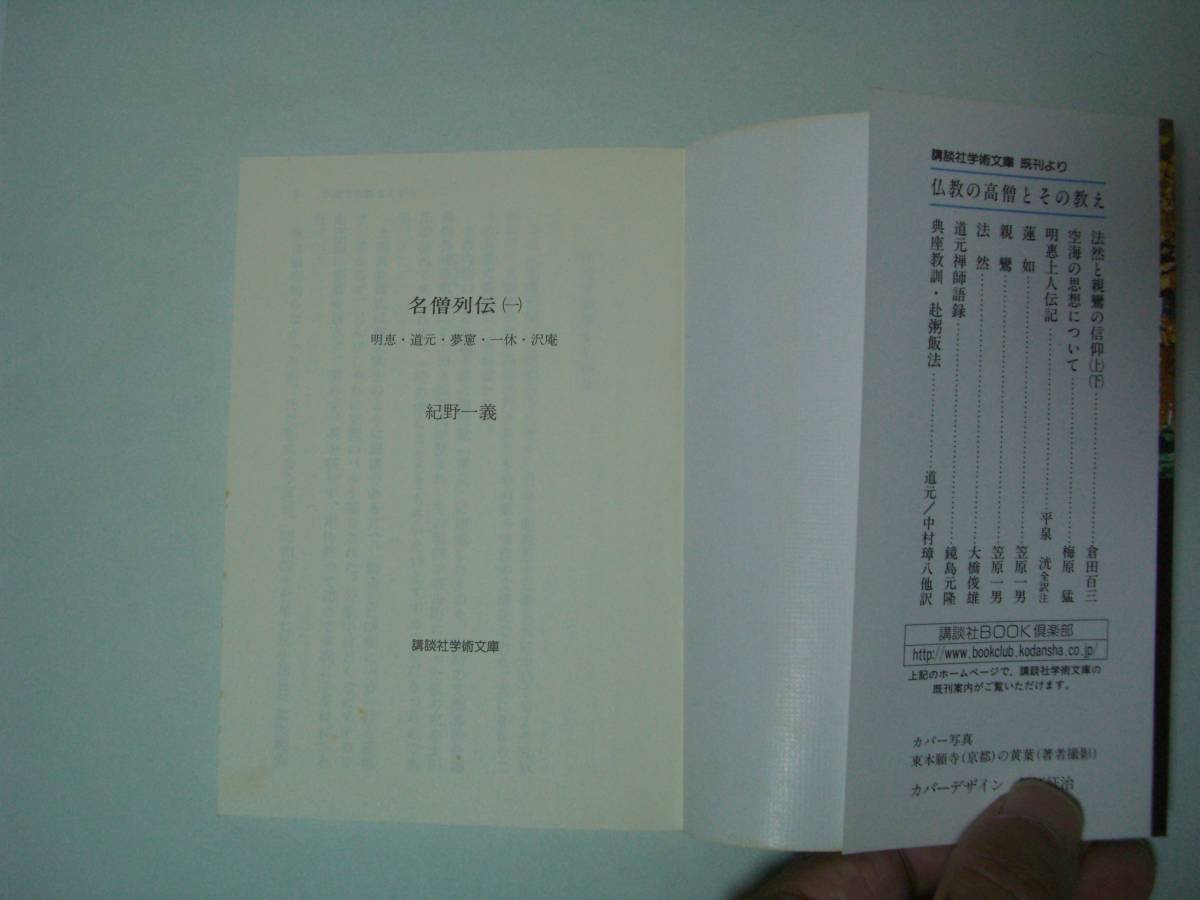 名僧列伝(一)
明恵・道元・夢窓・一休・沢庵
紀野一義
講談社学術文庫
講談社学術文庫 既刊より
仏教の高僧とその教え
法然と親鸞の信仰(上)(下)……倉田百三
空海の思想について……梅原 猛
明惠上人伝記……平泉 洸全訳注
蓮 如……笠原一男
親 鸞……笠原一男
法 然……大橋俊雄
道元禅師語録……鏡島元隆
典座教訓・赴粥飯法……道元/中村璋八他訳
講談社BOOK倶楽部
http://www.bookclub.kodansha.co.jp/
上記のホームページで、講談社学術文庫の
既刊案内がご覧いただけます。
カバー写真
東本願寺(京都)の黄葉(著者撮影)
カバーデザイン